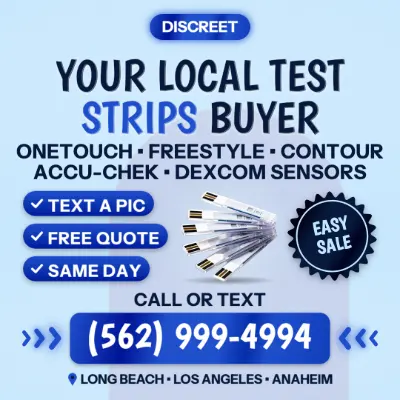 DISCREET
YOUR LOCAL TEST
STRIPS BUYER
ONETOUCH ▪ FREESTYLE ▪ CONTOUR
ACCU-CHEK ▪ DEXCOM SENSORS
TEXT A PIC
FREE QUOTE
SAME DAY
EASY
SALE
CALL OR TEXT
(562) 999-4994
LONG BEACH ▪ LOS ANGELES ▪ ANAHEIM